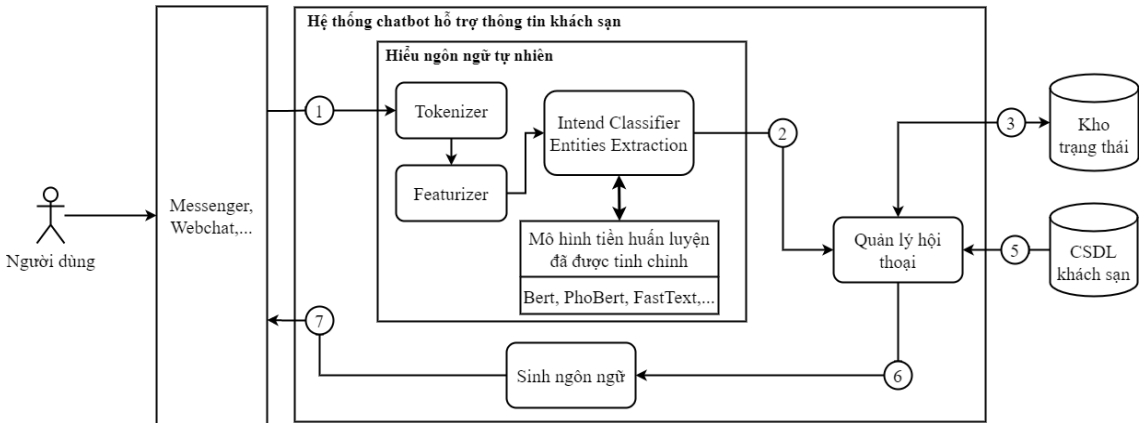 Hệ thống chatbot hỗ trợ thông tin khách sạn
Hiểu ngôn ngữ tự nhiên
Tokenizer
Featurizer
Intend Classifier
Entities Extraction
Mô hình tiền huấn luyện
đã được tinh chỉnh
Bert, PhoBert, FastText,...
1
2
3
Kho
trạng thái
Messenger,
Webchat,...
Người dùng
Quản lý hội
thoại
5
CSDL
khách sạn
7
Sinh ngôn ngữ
6